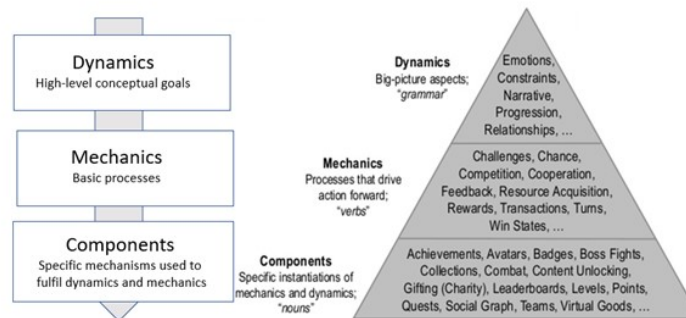 Dynamics
High-level conceptual goals
Mechanics
Basic processes
Components
Specific mechanisms used to
fulfil dynamics and mechanics
Dynamics
Big-picture aspects;
"grammar"
Emotions,
Constraints,
Narrative,
Progression,
Relationships, ...
Mechanics
Processes that drive
action forward;
"verbs"
Challenges, Chance,
Competition, Cooperation,
Feedback, Resource Acquisition,
Rewards, Transactions, Turns,
Win States, ...
Components
Specific instantiations of
mechanics and dynamics;
"nouns"
Achievements, Avatars, Badges, Boss Fights,
Collections, Combat, Content Unlocking,
Gifting (Charity), Leaderboards, Levels, Points,
Quests, Social Graph, Teams, Virtual Goods, ...